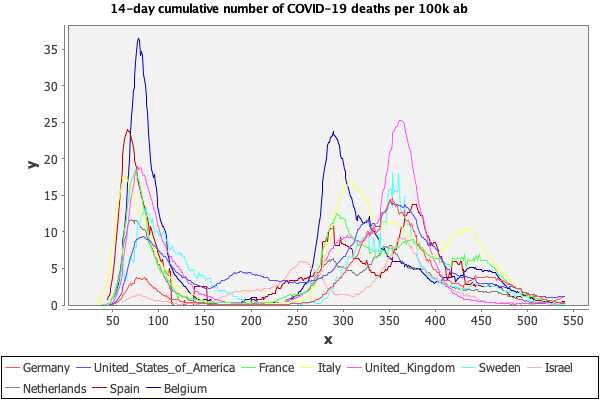 14-day cumulative number of COVID-19 deaths per 100k ab
35
30
25
20
15
10
5
0
y
50 100 150 200 250 300 350 400 450 500 550
x
Germany United_States_of_America France Italy United_Kingdom Sweden Israel
Netherlands Spain Belgium